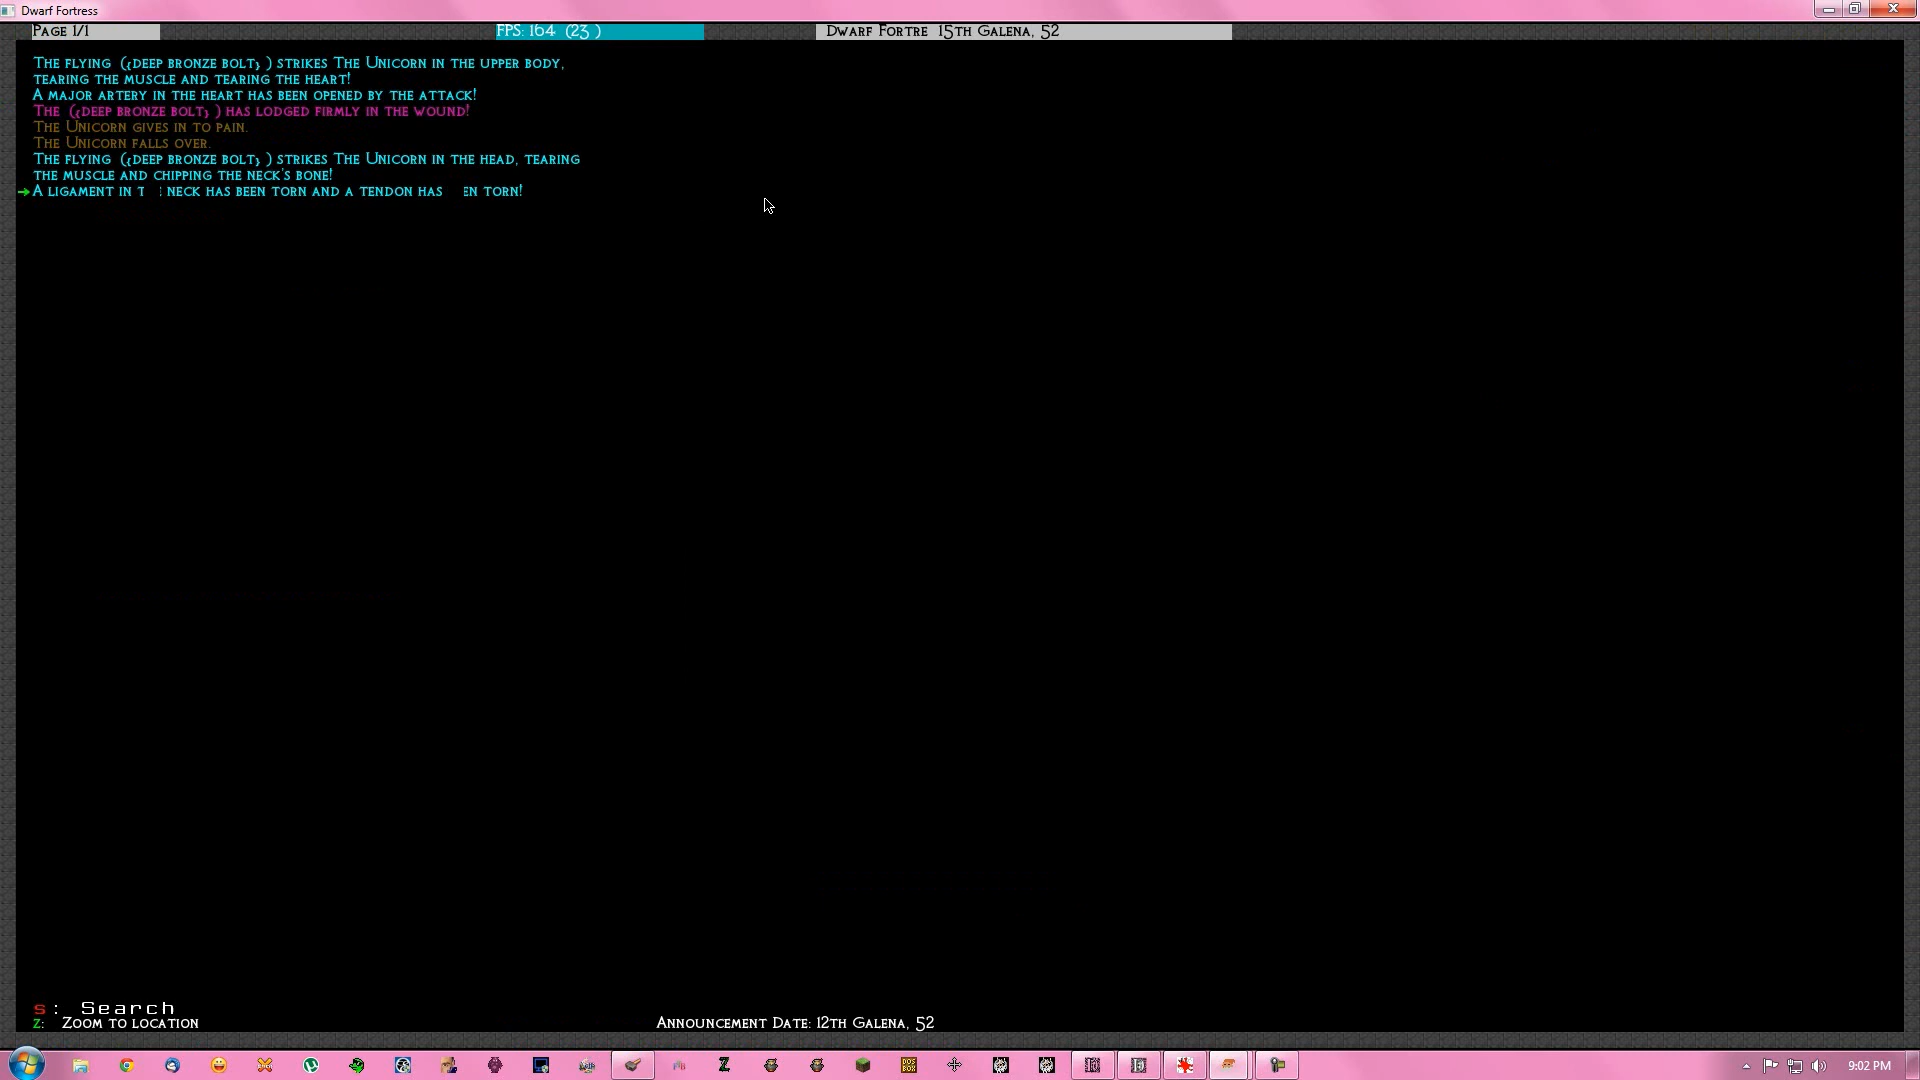 Dwarf Fortress
Page 1/1
FPS: 164 (23 )
Dwarf Fortre 15th Galena, 52
The flying ({deep bronze bolt} ) strikes The Unicorn in the upper body,
tearing the muscle and tearing the heart!
A major artery in the heart has been opened by the attack!
The ({deep bronze bolt} ) has lodged firmly in the wound!
The Unicorn gives in to pain.
The Unicorn falls over.
The flying ({deep bronze bolt} ) strikes The Unicorn in the head, tearing
the muscle and chipping the neck's bone!
A ligament in t : neck has been torn and a tendon has en torn!
s: Search
z: Zoom to location
Announcement Date: 12th Galena, 52
9:02 PM